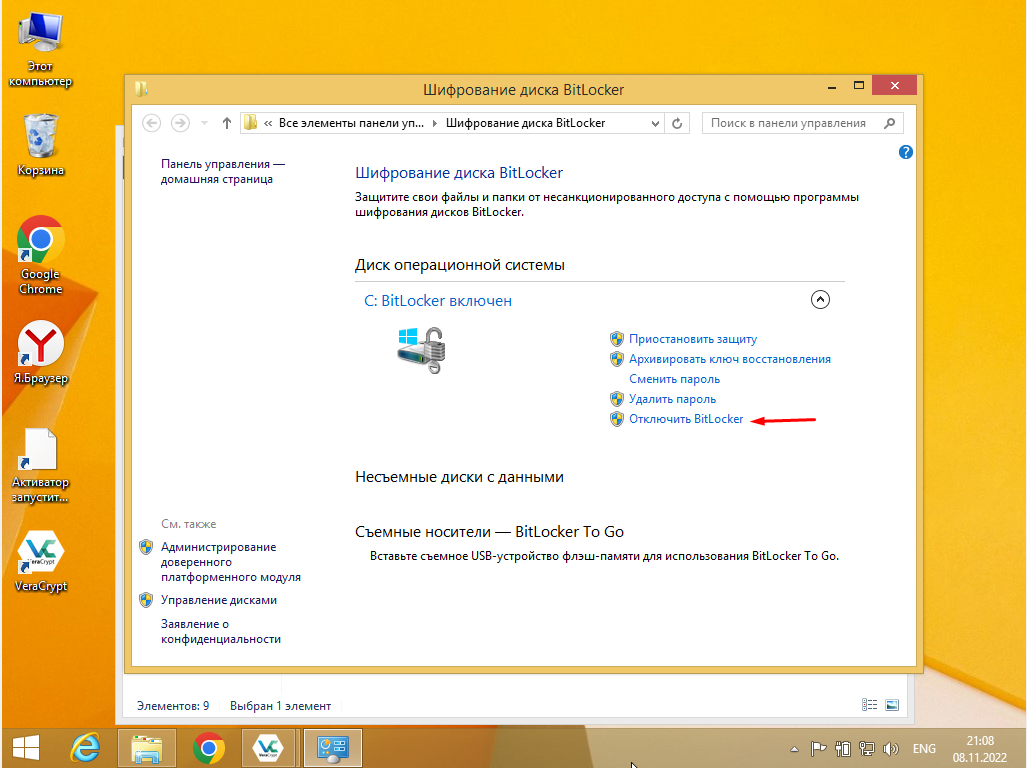 Этот
компьютер
Корзина
Google
Chrome
Я.Браузер
Активатор
запустит...
VeraCrypt
Шифрование диска BitLocker
« Все элементы панели уп... Шифрование диска BitLocker
Поиск в панели управления
Панель управления —
домашняя страница
Шифрование диска BitLocker
Защитите свои файлы и папки от несанкционированного доступа с помощью программы
шифрования дисков BitLocker.
Диск операционной системы
C: BitLocker включен
Приостановить защиту
Архивировать ключ восстановления
Сменить пароль
Удалить пароль
Отключить BitLocker
Несъемные диски с данными
Съемные носители — BitLocker To Go
Вставьте съемное USB-устройство флэш-памяти для использования BitLocker To Go.
См. также
Администрирование
доверенного
платформенного модуля
Управление дисками
Заявление о
конфиденциальности
Элементов: 9 Выбран 1 элемент
ENG
21:08
08.11.2022